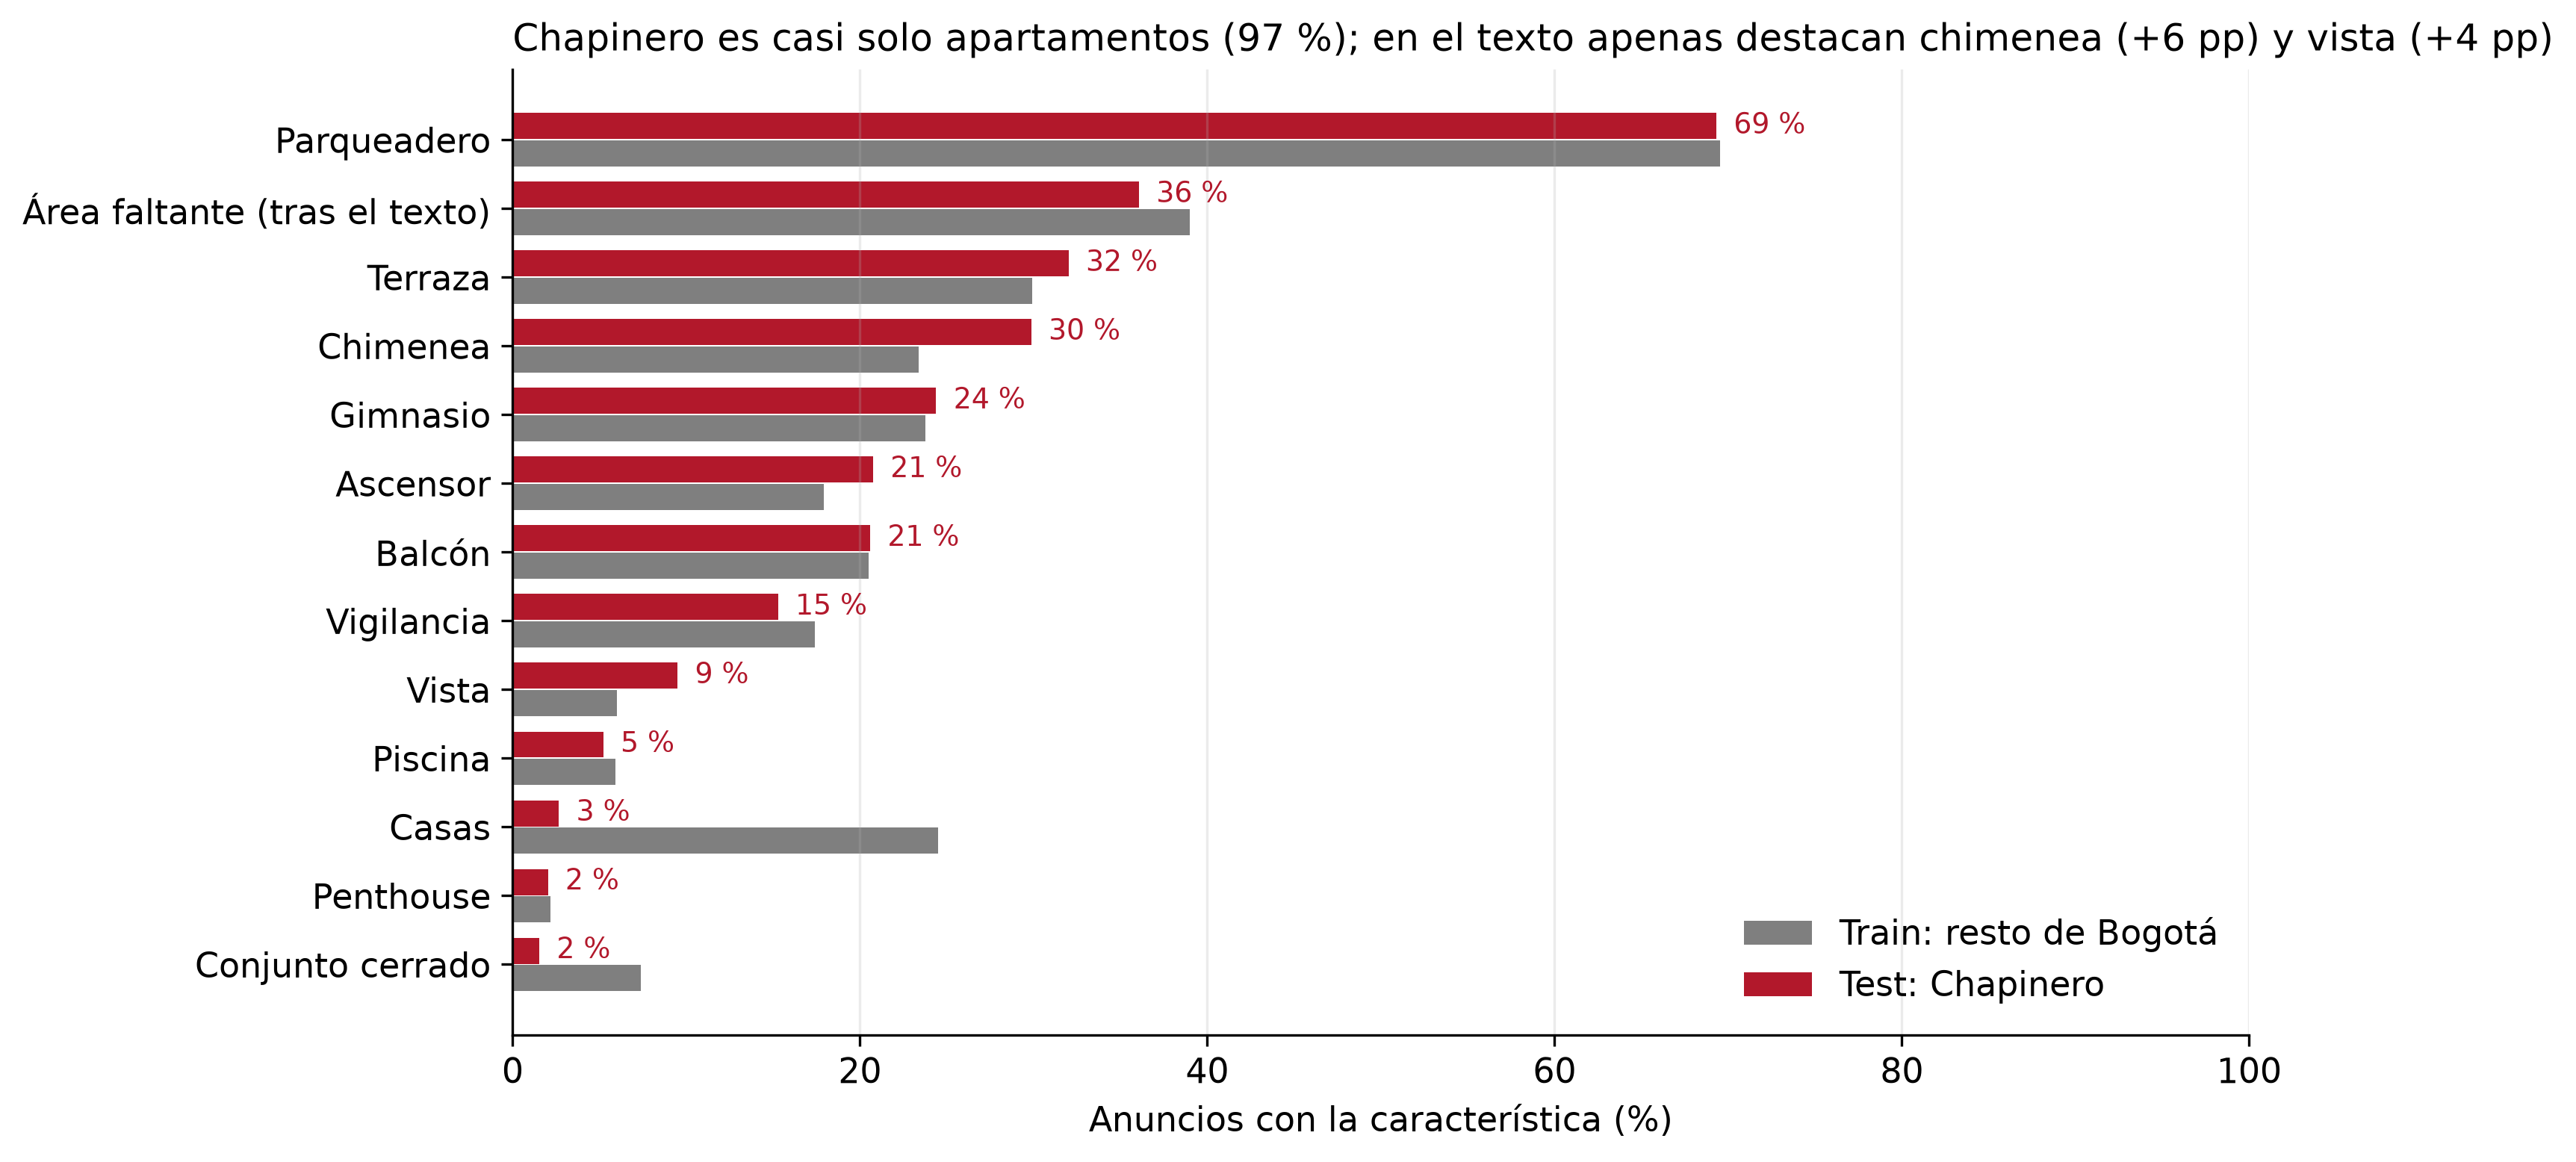 Chapinero es casi solo apartamentos (97 %); en el texto apenas destacan chimenea (+6 pp) y vista (+4 pp)
Parqueadero
69 %
Área faltante (tras el texto)
36 %
Terraza
32 %
Chimenea
30 %
Gimnasio
24 %
Ascensor
21 %
Balcón
21 %
Vigilancia
15 %
Vista
9 %
Piscina
5 %
Casas
3 %
Penthouse
2 %
Conjunto cerrado
2 %
Train: resto de Bogotá
Test: Chapinero
0 20 40 60 80 100
Anuncios con la característica (%)